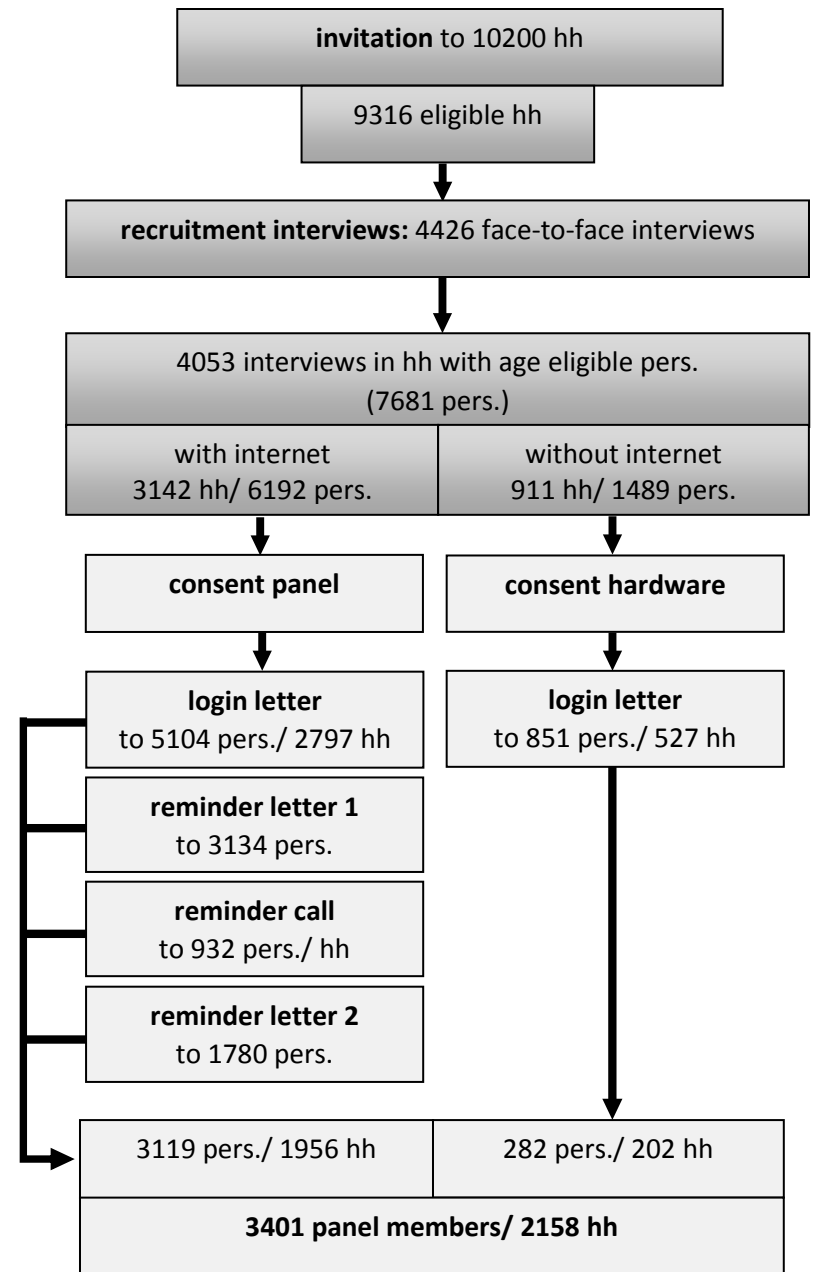 invitation to 10200 hh
9316 eligible hh
recruitment interviews: 4426 face-to-face interviews
4053 interviews in hh with age eligible pers.
(7681 pers.)
with internet
3142 hh/ 6192 pers.
without internet
911 hh/ 1489 pers.
consent panel
consent hardware
login letter
to 5104 pers./ 2797 hh
login letter
to 851 pers./ 527 hh
reminder letter 1
to 3134 pers.
reminder call
to 932 pers./ hh
reminder letter 2
to 1780 pers.
3119 pers./ 1956 hh
282 pers./ 202 hh
3401 panel members/ 2158 hh